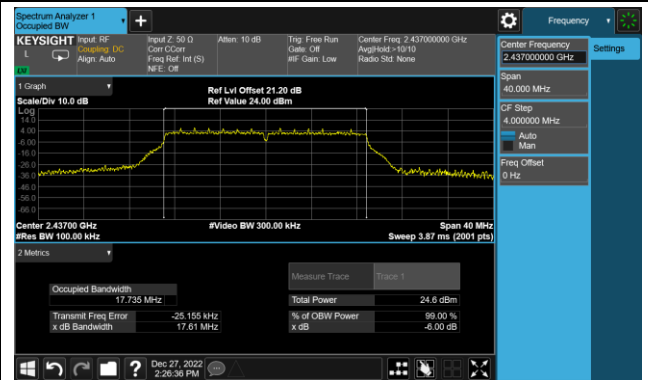 Spectrum Analyzer 1
Occupied BW
Frequency
KEYSIGHT
L
Input: RF
Coupling: DC
Align: Auto
Input Z: 50 Ω
Corr CCorr
Freq Ref: Int (S)
NFE: Off
Atten: 10 dB
Trig: Free Run
Gate: Off
#IF Gain: Low
Center Freq: 2.437000000 GHz
Avg|Hold:>10/10
Radio Std: None
LXI
1 Graph
Scale/Div 10.0 dB
Ref Lvl Offset 21.20 dB
Ref Value 24.00 dBm
Log
14.0
4.00
-6.00
-16.0
-26.0
-36.0
-46.0
-56.0
-66.0
Center 2.43700 GHz
#Res BW 100.00 kHz
#Video BW 300.00 kHz
Span 40 MHz
Sweep 3.87 ms (2001 pts)
2 Metrics
Measure Trace
Trace 1
Occupied Bandwidth
17.735 MHz
Total Power
24.6 dBm
Transmit Freq Error
-25.155 kHz
% of OBW Power
99.00 %
x dB Bandwidth
17.61 MHz
x dB
-6.00 dB
Center Frequency
2.437000000 GHz
Settings
Span
40.000 MHz
CF Step
4.000000 MHz
Auto
Man
Freq Offset
0 Hz
?
Dec 27, 2022
2:26:36 PM